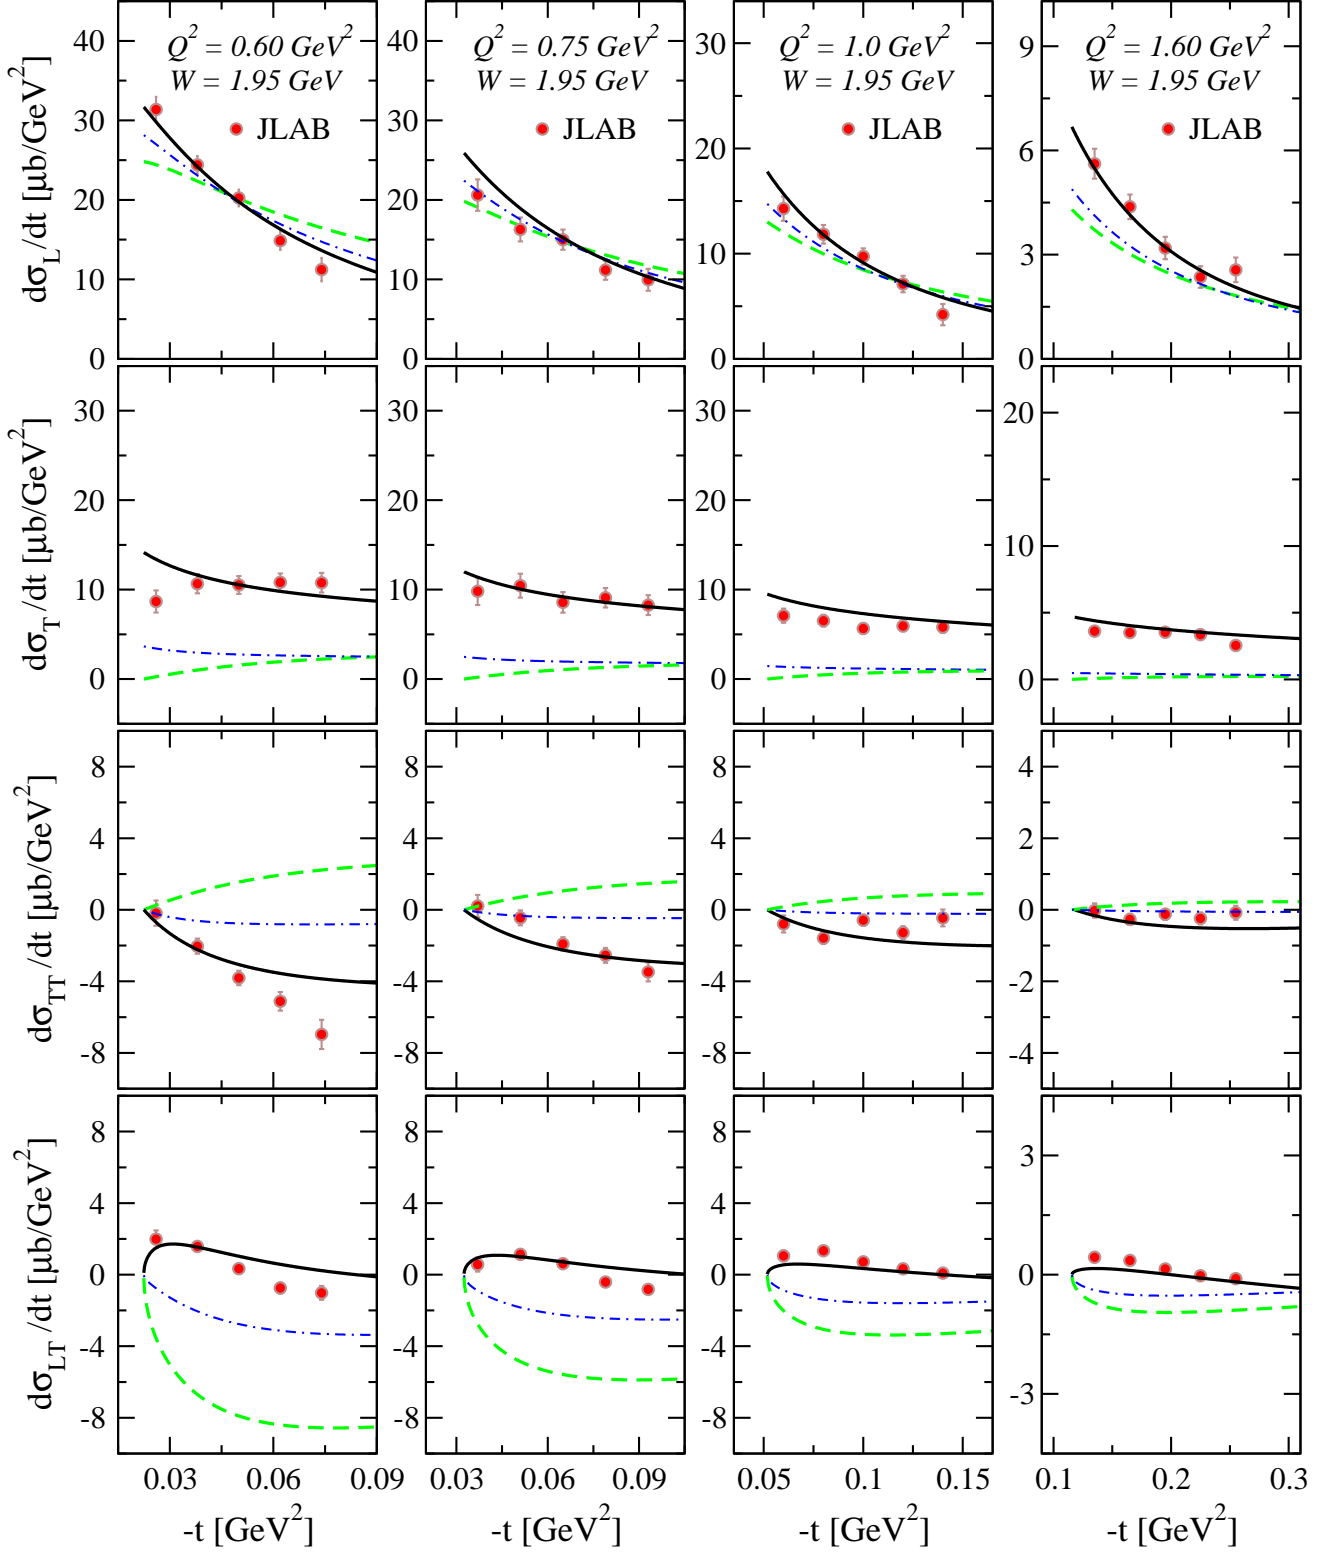 Q² = 0.60 GeV²
W = 1.95 GeV
JLAB
Q² = 0.75 GeV²
W = 1.95 GeV
JLAB
Q² = 1.0 GeV²
W = 1.95 GeV
JLAB
Q² = 1.60 GeV²
W = 1.95 GeV
JLAB
dσ_L/dt [μb/GeV²]
40
30
20
10
0
40
30
20
10
0
30
20
10
0
9
6
3
0
dσ_T/dt [μb/GeV²]
30
20
10
0
30
20
10
0
30
20
10
0
20
10
0
dσ_TT/dt [μb/GeV²]
8
4
0
-4
-8
8
4
0
-4
-8
8
4
0
-4
-8
4
2
0
-2
-4
dσ_LT/dt [μb/GeV²]
8
4
0
-4
-8
8
4
0
-4
-8
8
4
0
-4
-8
3
0
-3
0.03 0.06 0.09
0.03 0.06 0.09
0.05 0.1 0.15
0.1 0.2 0.3
-t [GeV²]
-t [GeV²]
-t [GeV²]
-t [GeV²]